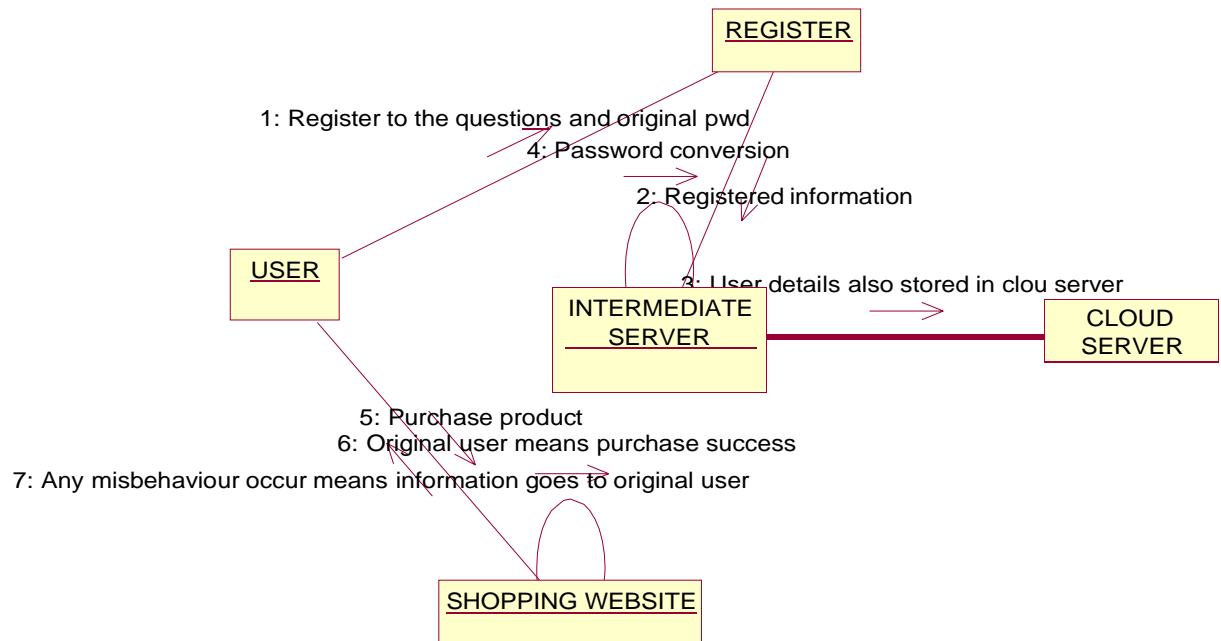 REGISTER
1: Register to the questions and original pwd
4: Password conversion
2: Registered information
USER
3: User details also stored in clou server
INTERMEDIATE
SERVER
CLOUD
SERVER
5: Purchase product
6: Original user means purchase success
7: Any misbehaviour occur means information goes to original user
SHOPPING WEBSITE